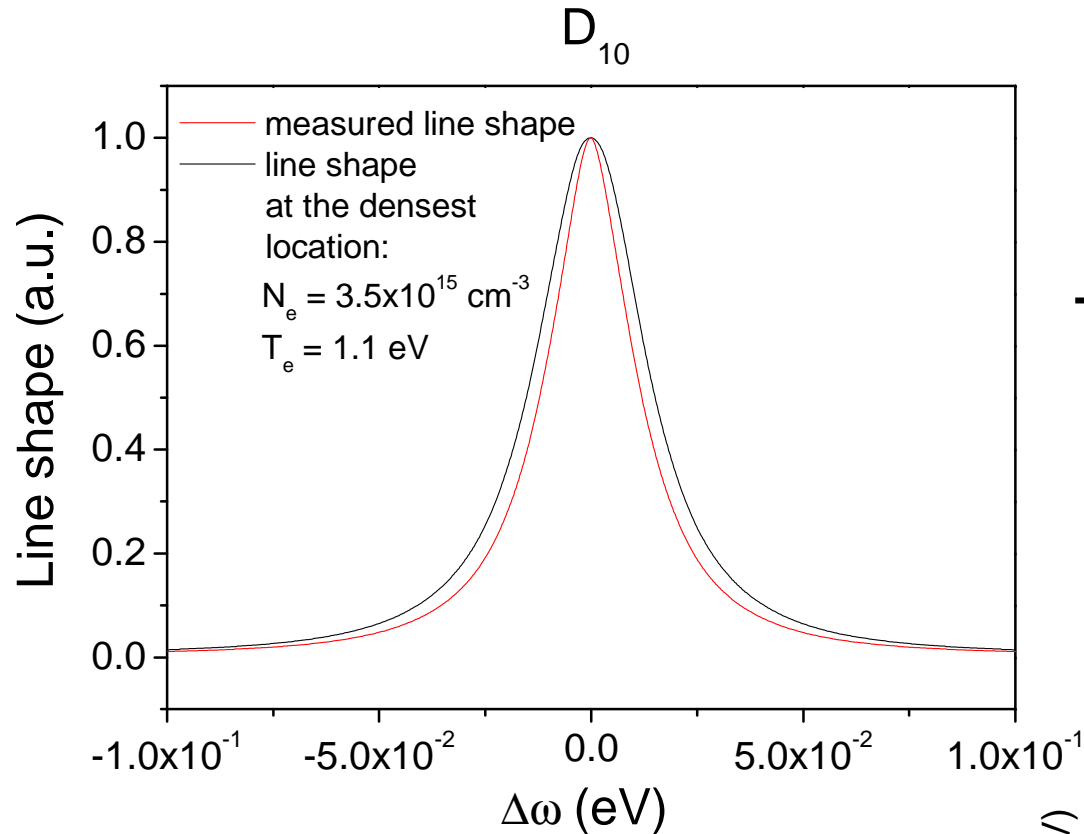 D₁₀
measured line shape
line shape
at the densest
location:
Nₑ = 3.5x10¹⁵ cm⁻³
Tₑ = 1.1 eV
Line shape (a.u.)
1.0
0.8
0.6
0.4
0.2
0.0
-1.0x10⁻¹ -5.0x10⁻² 0.0 5.0x10⁻² 1.0x10⁻¹
Δω (eV)